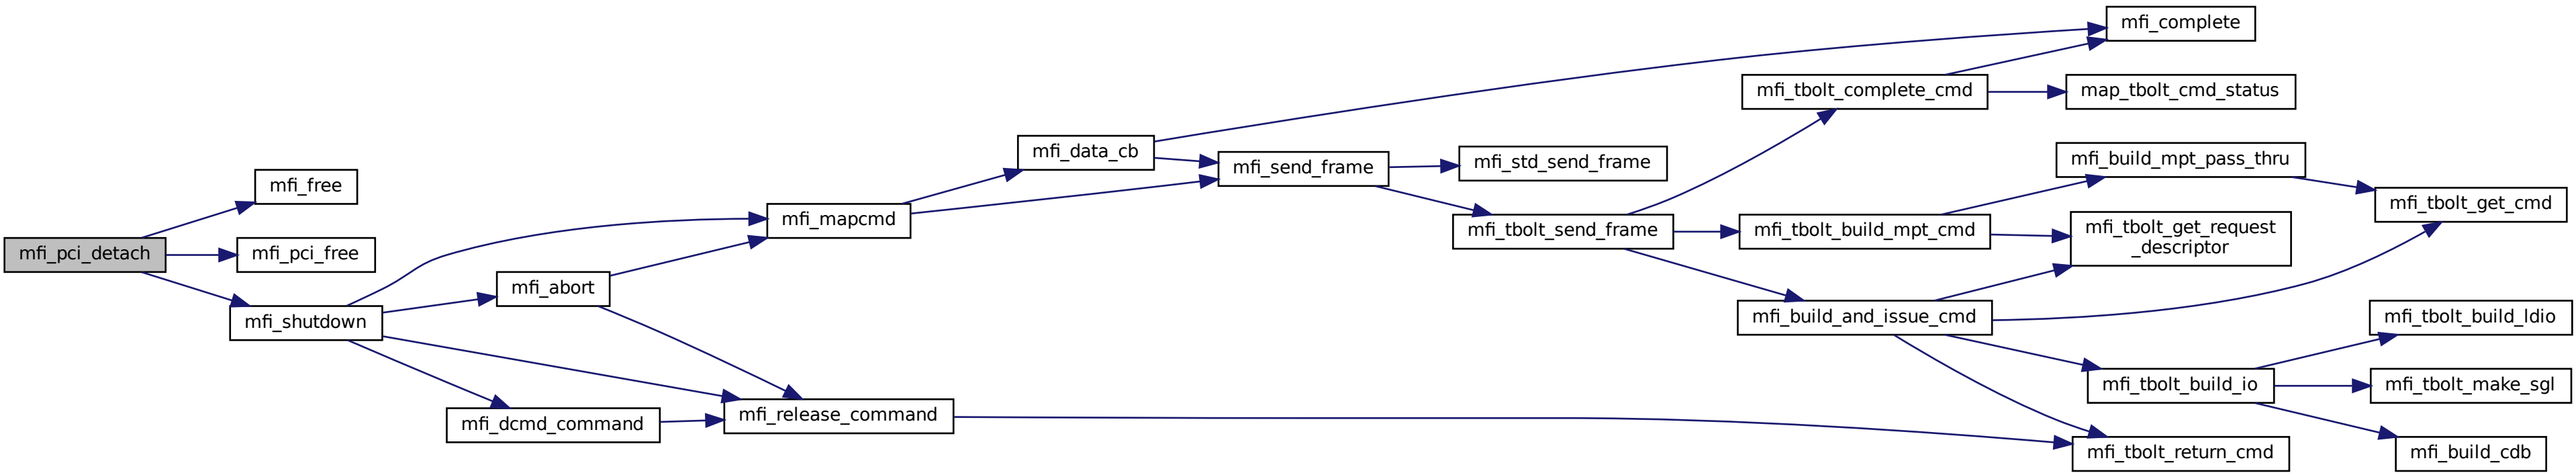 mfi_pci_detach
mfi_free
mfi_pci_free
mfi_shutdown
mfi_abort
mfi_dcmd_command
mfi_mapcmd
mfi_release_command
mfi_data_cb
mfi_send_frame
mfi_std_send_frame
mfi_tbolt_send_frame
mfi_tbolt_complete_cmd
mfi_tbolt_build_mpt_cmd
mfi_build_and_issue_cmd
mfi_complete
map_tbolt_cmd_status
mfi_build_mpt_pass_thru
mfi_tbolt_get_request
_descriptor
mfi_tbolt_build_io
mfi_tbolt_return_cmd
mfi_tbolt_get_cmd
mfi_tbolt_build_ldio
mfi_tbolt_make_sgl
mfi_build_cdb